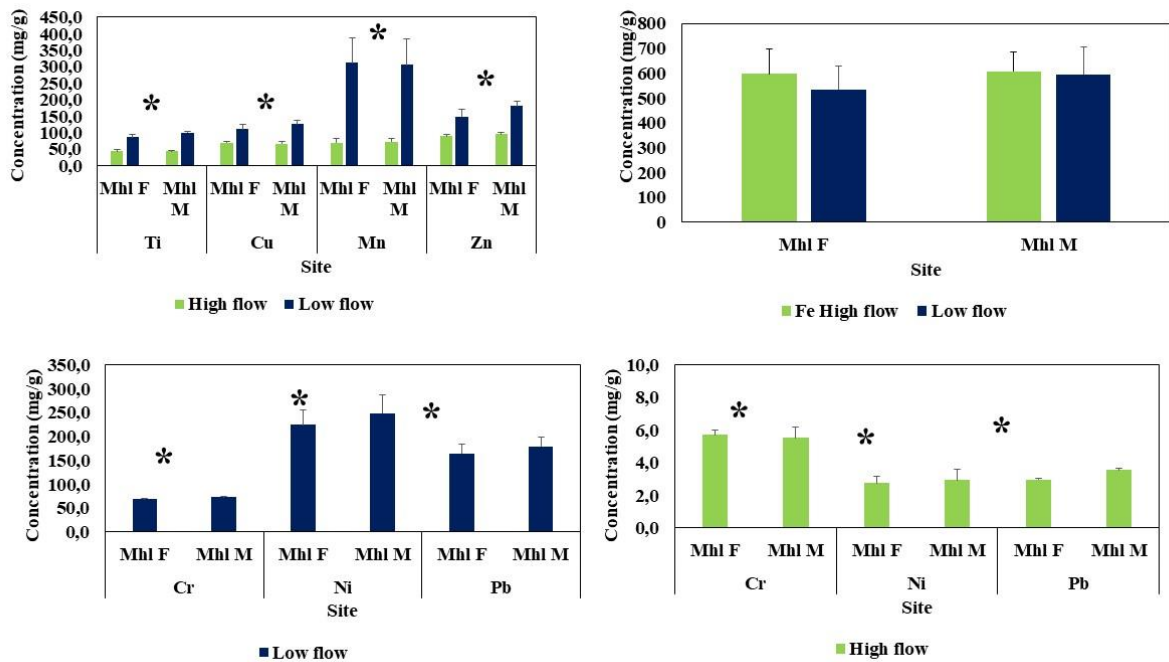 Concentration (mg/g)
450,0
400,0
350,0
300,0
250,0
200,0
150,0
100,0
50,0
0,0
*
*
*
*
Mhl F Mhl M Mhl F Mhl M Mhl F Mhl M Mhl F Mhl M
Ti Cu Mn Zn
Site
High flow Low flow
Concentration (mg/g)
800
700
600
500
400
300
200
100
0
Mhl F Mhl M
Site
Fe High flow Low flow
Concentration (mg/g)
350,0
300,0
250,0
200,0
150,0
100,0
50,0
0,0
*
*
*
Mhl F Mhl M Mhl F Mhl M Mhl F Mhl M
Cr Ni Pb
Site
Low flow
Concentration (mg/g)
10,0
8,0
6,0
4,0
2,0
0,0
*
*
*
Mhl F Mhl M Mhl F Mhl M Mhl F Mhl M
Cr Ni Pb
Site
High flow